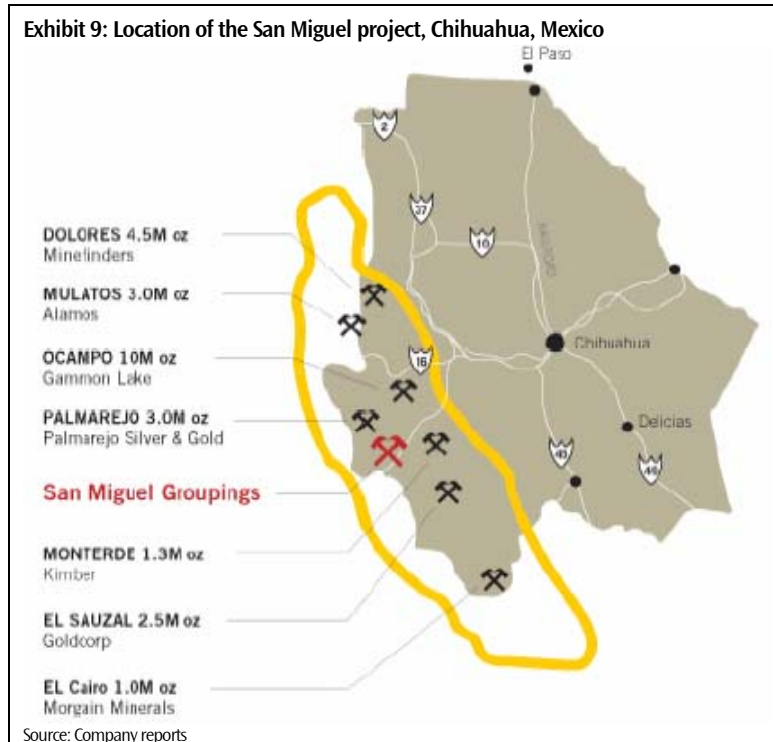 Exhibit 9: Location of the San Miguel project, Chihuahua, Mexico
El Paso
2
37
10
DOLORES 4.5M oz
Minefinders
MULATOS 3.0M oz
Alamos
Chihuahua
OCAMPO 10M oz
Gammon Lake
16
PALMAREJO 3.0M oz
Palmarejo Silver & Gold
Delicias
45
San Miguel Groupings
MONTERDE 1.3M oz
Kimber
EL SAUZAL 2.5M oz
Goldcorp
EL Cairo 1.0M oz
Morgain Minerals
Source: Company reports